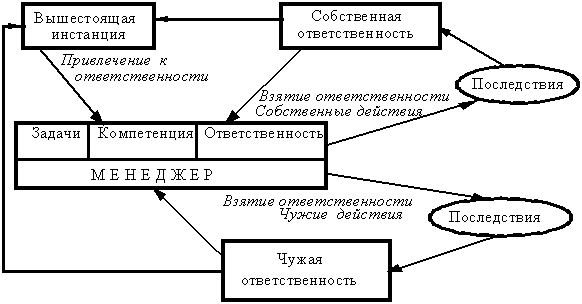 Вышестоящая
инстанция
Собственная
ответственность
Привлечение к
ответственности
Последствия
Взятие ответственности
Собственные действия
Задачи Компетенция Ответственность
МЕНЕДЖЕР
Взятие ответственности
Чужие действия
Последствия
Чужая
ответственность